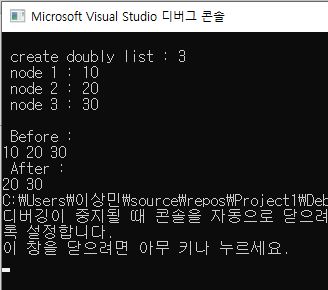 Microsoft Visual Studio 디버그 콘솔
create doubly list : 3
node 1 : 10
node 2 : 20
node 3 : 30
Before :
10 20 30
After :
20 30
C:₩Users₩이상민₩source₩repos₩Project1₩Deb
디버깅이 중지될 때 콘솔을 자동으로 닫으려
록 설정합니다.
이 창을 닫으려면 아무 키나 누르세요.